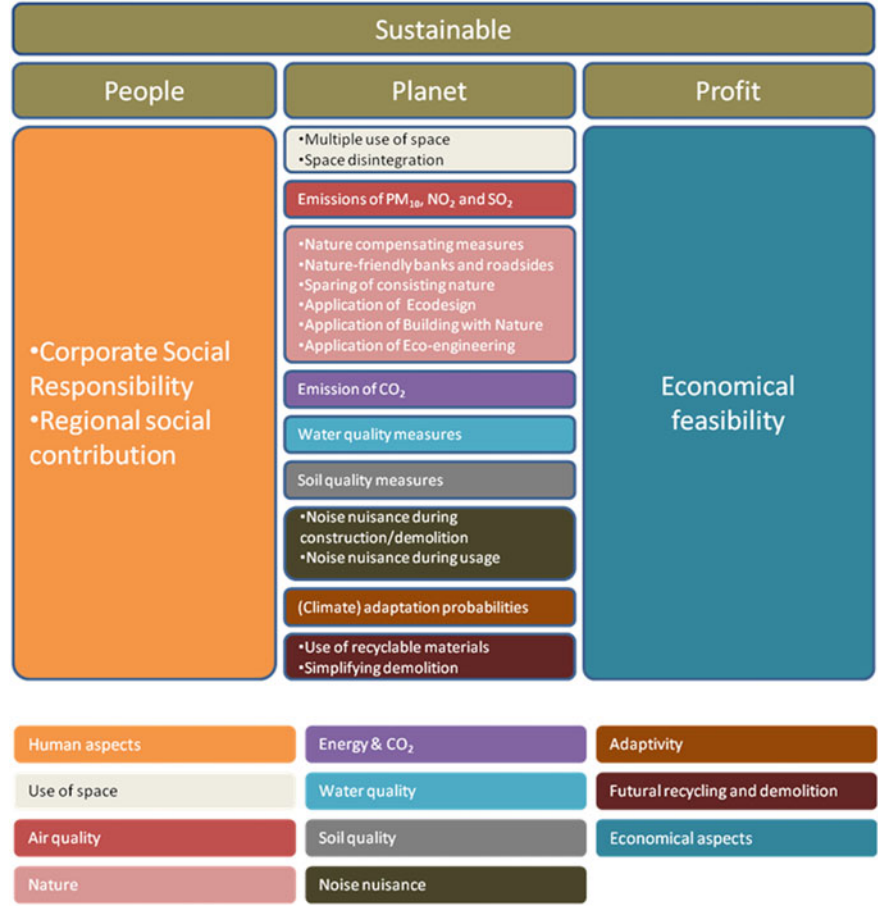 Sustainable
People
Planet
Profit
•Corporate Social
Responsibility
•Regional social
contribution
•Multiple use of space
•Space disintegration
Emissions of PM₁₀, NO₂ and SO₂
•Nature compensating measures
•Nature-friendly banks and roadsides
•Sparing of consisting nature
•Application of Ecodesign
•Application of Building with Nature
•Application of Eco-engineering
Emission of CO₂
Water quality measures
Soil quality measures
•Noise nuisance during
construction/demolition
•Noise nuisance during usage
(Climate) adaptation probabilities
•Use of recyclable materials
•Simplifying demolition
Economical
feasibility
Human aspects
Use of space
Air quality
Nature
Energy & CO₂
Water quality
Soil quality
Noise nuisance
Adaptivity
Futural recycling and demolition
Economical aspects